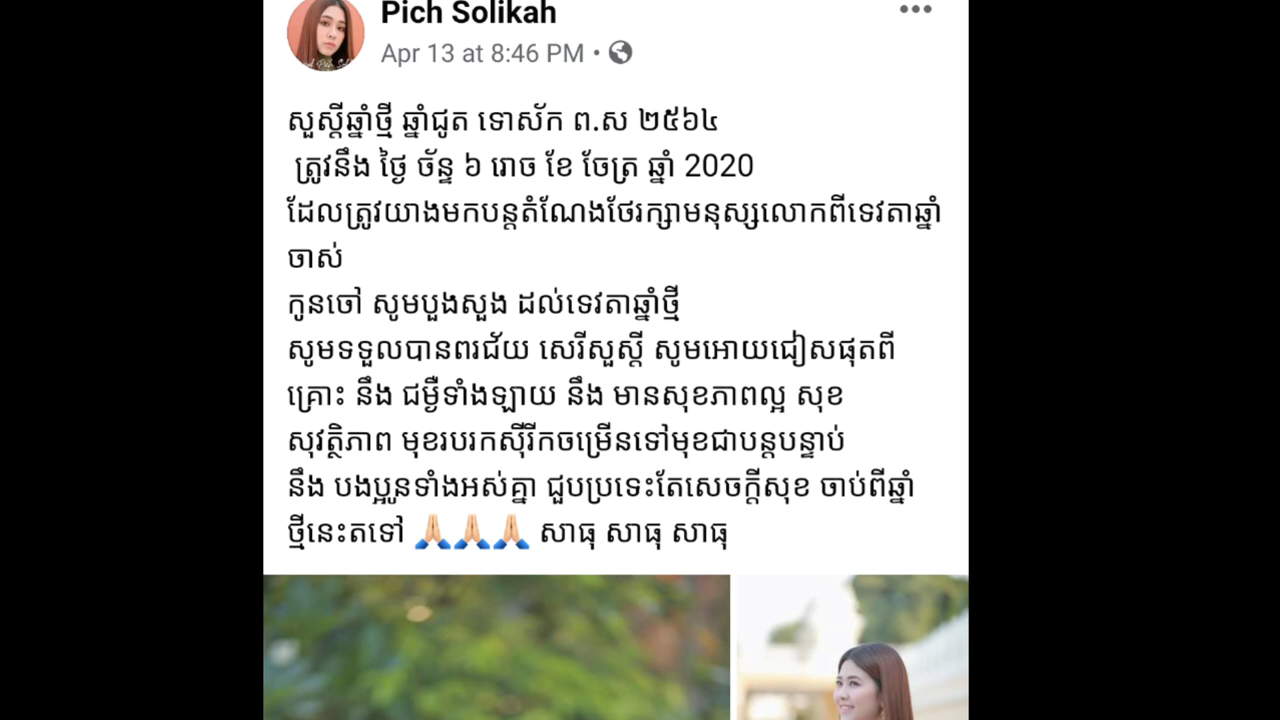 Pich Solikah
Apr 13 at 8:46 PM •
សួស្តីឆ្នាំថ្មី ឆ្នាំជូត ទោស័ក ព.ស ២៥៦៤
ត្រូវនឹង ថ្ងៃ ច័ន្ទ ៦ រោច ខែ ចែត្រ ឆ្នាំ 2020
ដែលត្រូវយាងមកបន្តតំណែងថែរក្សាមនុស្សលោកពីទេវតាឆ្នាំ
ចាស់
កូនចៅ សូមបួងសួង ដល់ទេវតាឆ្នាំថ្មី
សូមទទួលបានពរជ័យ សេរីសួស្តី សូមអោយជៀសផុតពី
គ្រោះ នឹង ជម្ងឺទាំងឡាយ នឹង មានសុខភាពល្អ សុខ
សុវត្ថិភាព មុខរបរកស៊ីរីកចម្រើនទៅមុខជាបន្តបន្ទាប់
នឹង បងប្អូនទាំងអស់គ្នា ជួបប្រទេះតែសេចក្តីសុខ ចាប់ពីឆ្នាំ
ថ្មីនេះតទៅ 🙏🏻🙏🏻🙏🏻 សាធុ សាធុ សាធុ